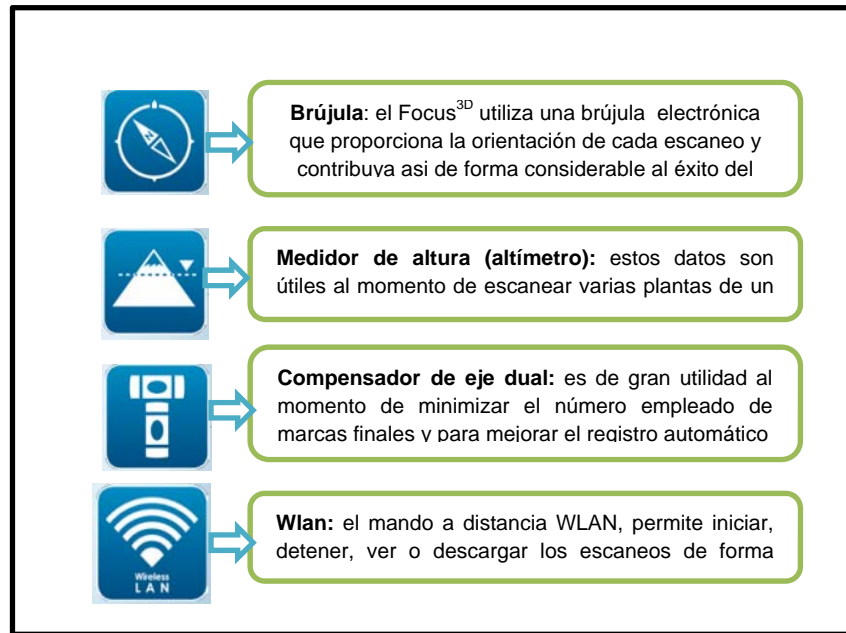 Brújula: el Focus3D utiliza una brújula electrónica
que proporciona la orientación de cada escaneo y
contribuya asi de forma considerable al éxito del
Medidor de altura (altímetro): estos datos son
útiles al momento de escanear varias plantas de un
Compensador de eje dual: es de gran utilidad al
momento de minimizar el número empleado de
marcas finales y para mejorar el registro automático
Wlan: el mando a distancia WLAN, permite iniciar,
detener, ver o descargar los escaneos de forma
N
Wireless
LAN